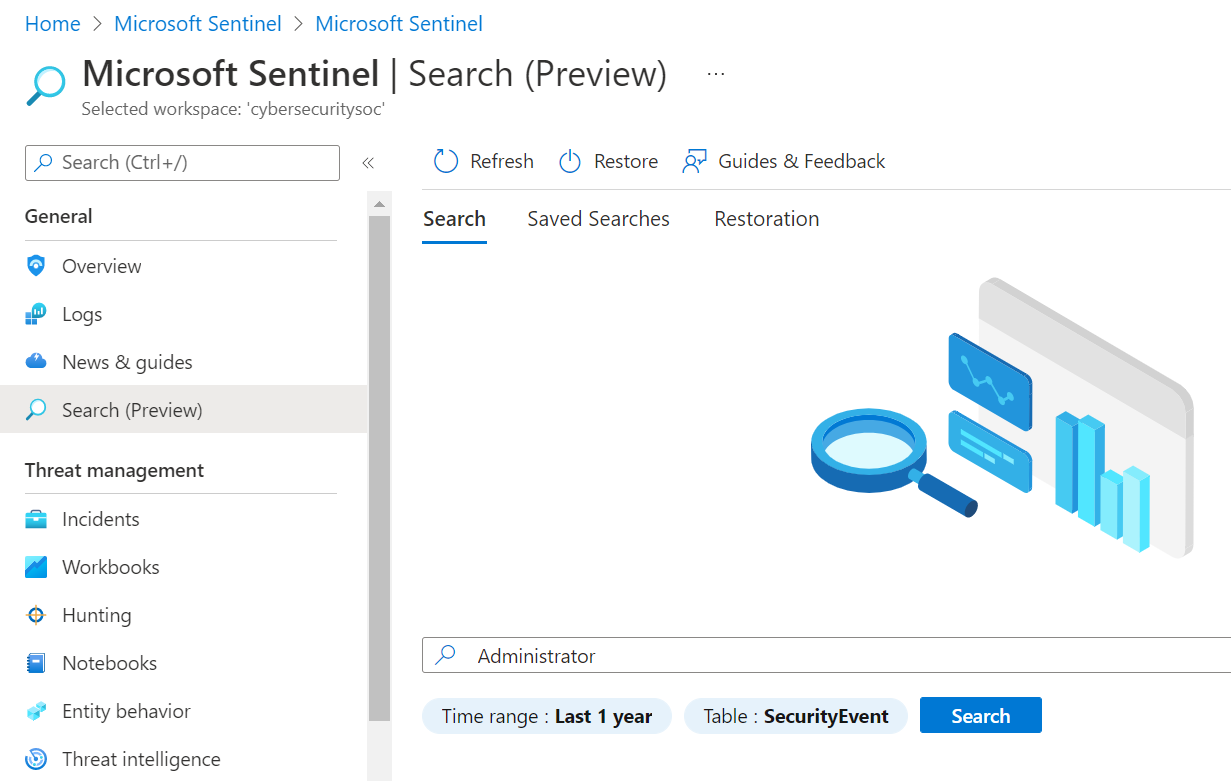 Home > Microsoft Sentinel > Microsoft Sentinel
Microsoft Sentinel | Search (Preview) ...
Selected workspace: 'cybersecuritysoc'
Search (Ctrl+/) «
Refresh Restore Guides & Feedback
Search Saved Searches Restoration
General
Overview
Logs
News & guides
Search (Preview)
Threat management
Incidents
Workbooks
Hunting
Notebooks
Entity behavior
Threat intelligence
Administrator
Time range : Last 1 year Table : SecurityEvent Search